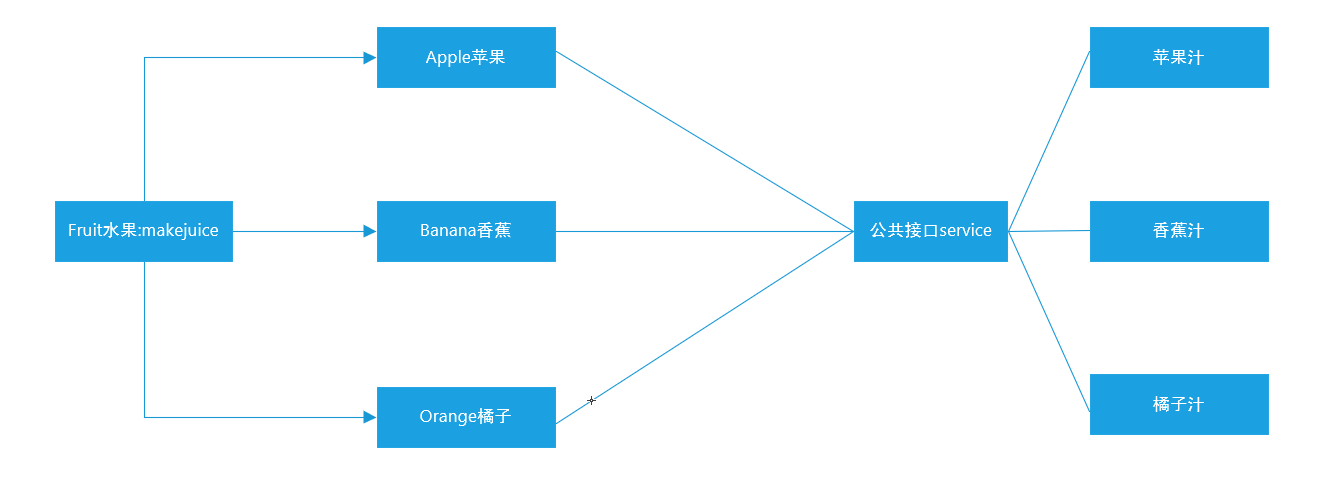 Apple苹果
苹果汁
Fruit水果:makejuice
Banana香蕉
公共接口service
香蕉汁
Orange橘子
橘子汁